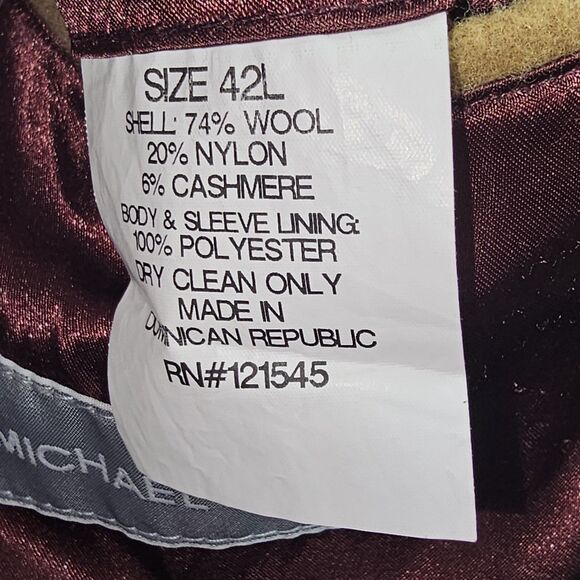 SIZE 42L
SHELL: 74% WOOL
20% NYLON
6% CASHMERE
BODY & SLEEVE LINING:
100% POLYESTER
DRY CLEAN ONLY
MADE IN
DOMINICAN REPUBLIC
RN#121545
MICHAEL